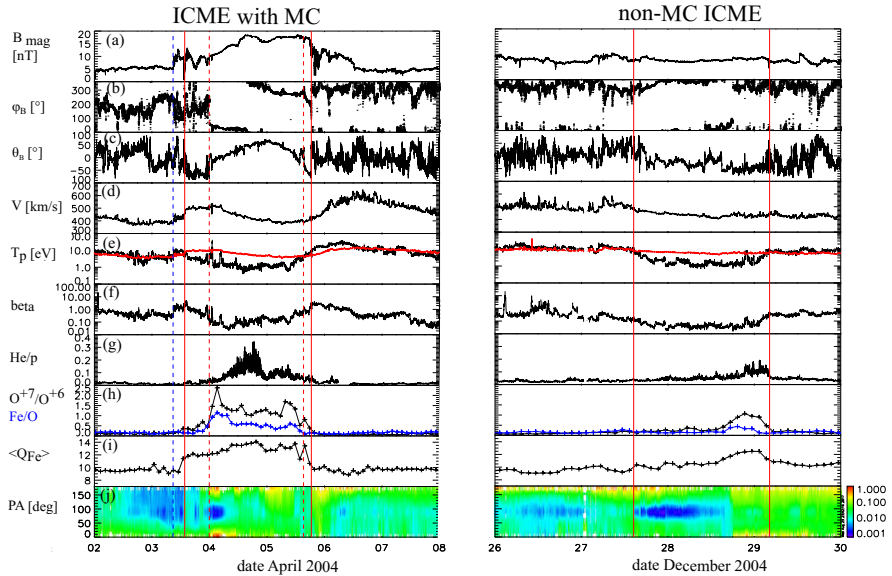 ICME with MC
non-MC ICME
B mag [nT]
(a)
20
15
10
5
0
φB [°]
(b)
300
200
100
0
θB [°]
(c)
100
50
0
−50
V [km/s]
(d)
700
600
500
400
300
Tp [eV]
(e)
100.0
10.0
1.0
0.1
beta
(f)
100.00
10.00
1.00
0.10
0.01
He/p
(g)
0.4
0.3
0.2
0.1
0.0
O+7/O+6
Fe/O
(h)
2.5
2.0
1.5
1.0
0.5
0.0
<QFe>
(i)
14
12
10
8
PA [deg]
(j)
150
100
50
0
1.000
0.100
0.010
0.001
02 03 04 05 06 07 08
26 27 28 29 30
date April 2004
date December 2004